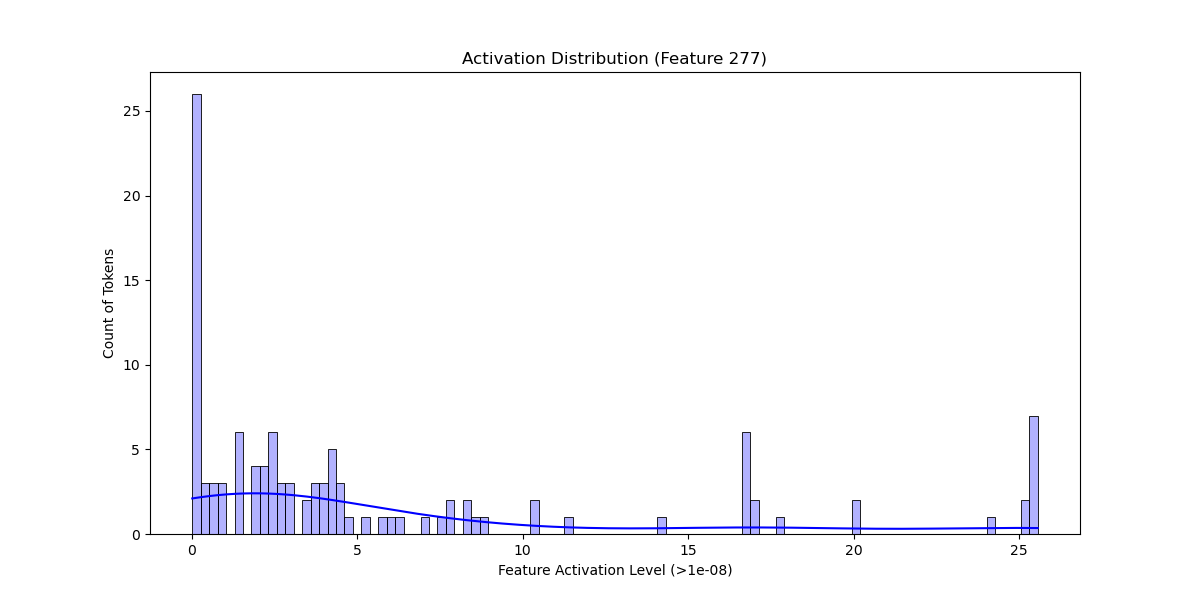 Activation Distribution (Feature 277)
25
20
15
10
5
0
Count of Tokens
0 5 10 15 20 25
Feature Activation Level (>1e-08)